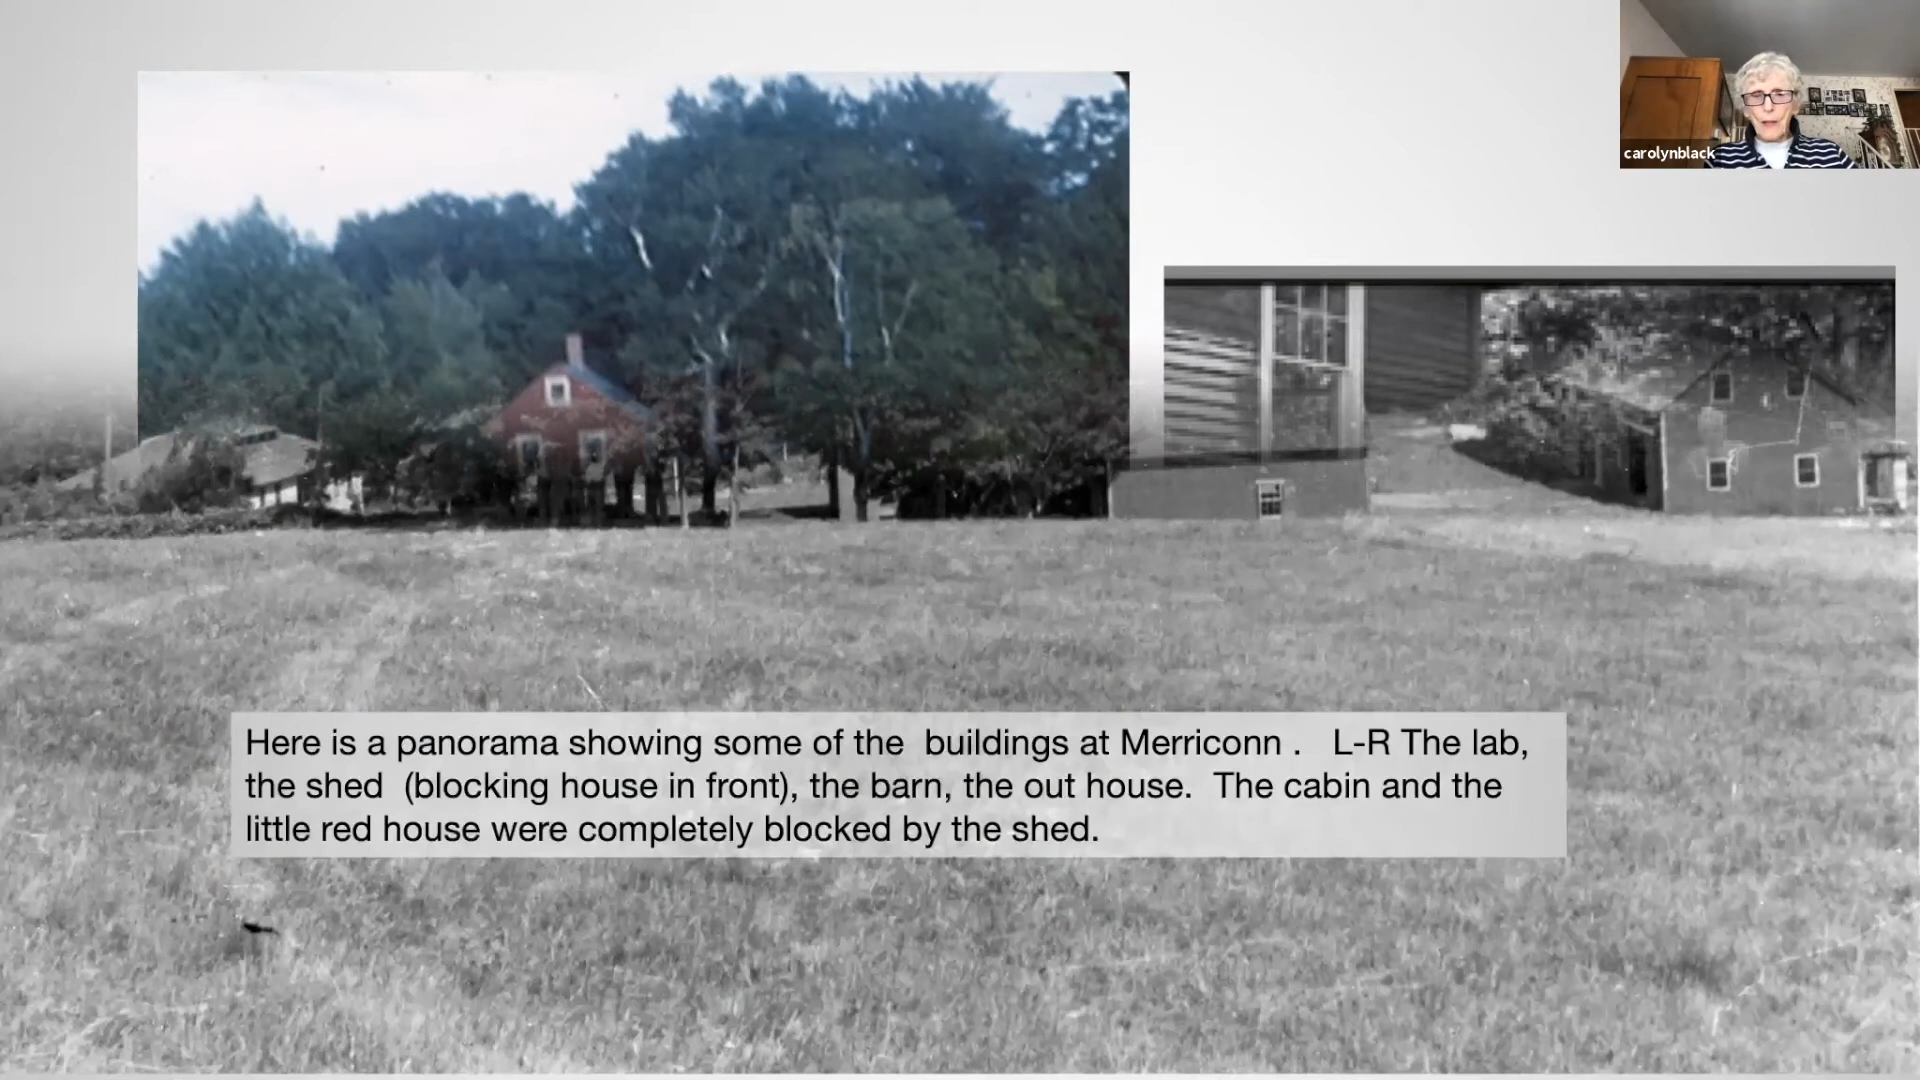 carolynblack
Here is a panorama showing some of the  buildings at Merriconn .   L-R The lab,
the shed  (blocking house in front), the barn, the out house.  The cabin and the
little red house were completely blocked by the shed.